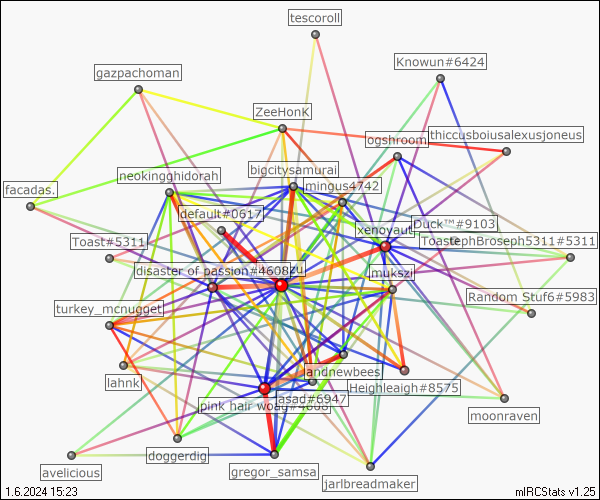 tescoroll
Knowun#6424
gazpachoman
ZeeHonK
thiccusboiusalexusjoneus
ogshroom
bigcitysamurai
neokingghidorah
mingus4742
facadas.
default#0617
Duck™#9103
xenoyaut
Toast#5311
ToastephBroseph5311#5311
disaster of passion#4608
mukszi
Random Stuf6#5983
turkey_mcnugget
landnewbees
lahnk
Heighleaigh#8575
asad#6947
pink hair woag#4808
moonraven
doggerdig
avelicious
gregor_samsa
jarlbreadmaker
1.6.2024 15:23
mIRCStats v1.25